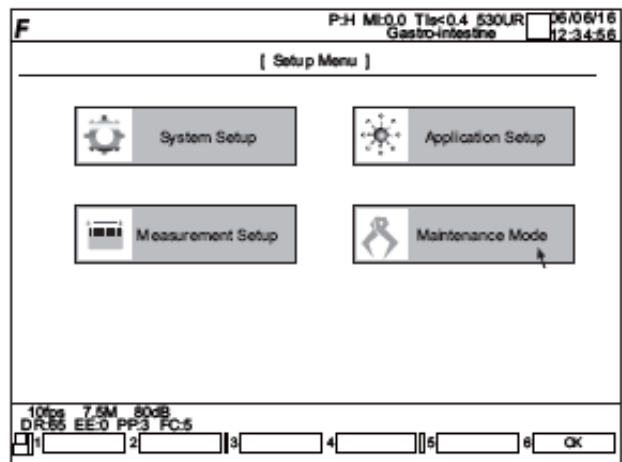 F P:H MI:0.0 TIs<0.4 530UR 06/06/16
Gastro-intestine 12:34:56
[ Setup Menu ]
System Setup Application Setup
Measurement Setup Maintenance Mode
10fps 7.5M 80dB
DR:65 EE:0 PP:3 FC:5
1 2 3 4 5 6 OK